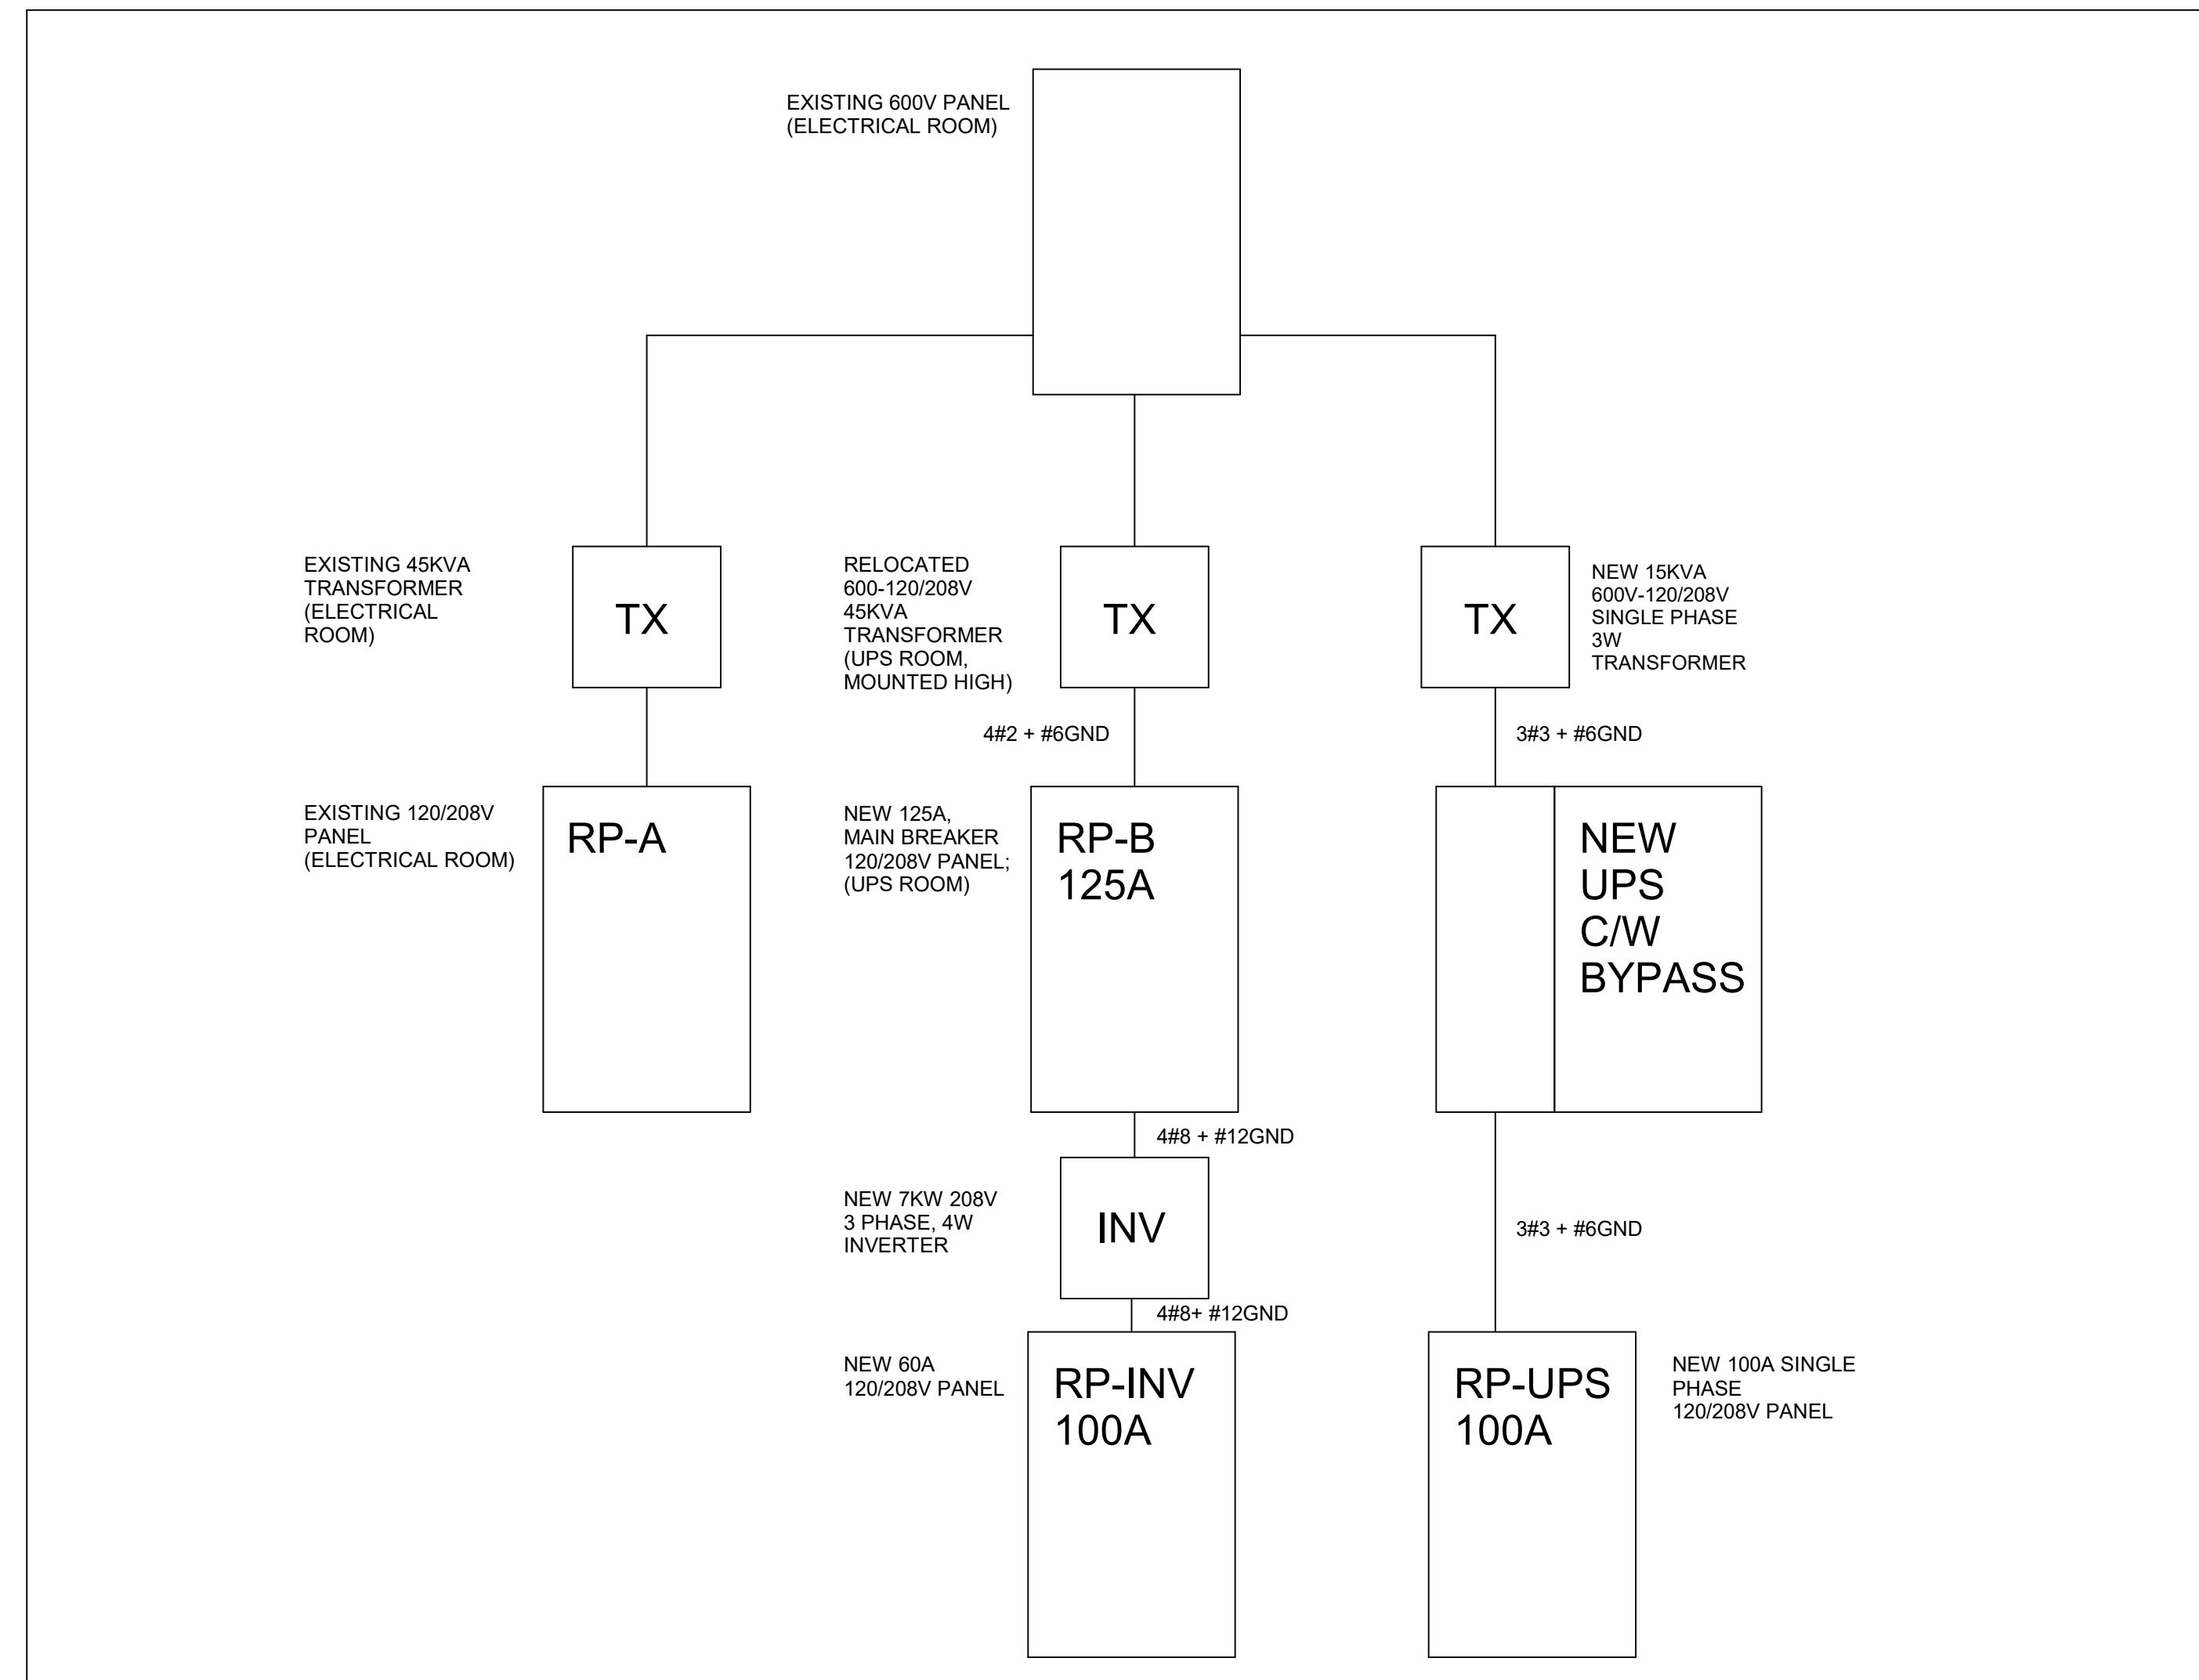 EXISTING 600V PANEL
(ELECTRICAL ROOM)
EXISTING 45KVA
TRANSFORMER
(ELECTRICAL
ROOM)
TX
RELOCATED
600-120/208V
45KVA
TRANSFORMER
(UPS ROOM,
MOUNTED HIGH)
TX
TX
NEW 15KVA
600V-120/208V
SINGLE PHASE
3W
TRANSFORMER
4#2 + #6GND
3#3 + #6GND
EXISTING 120/208V
PANEL
(ELECTRICAL ROOM)
RP-A
NEW 125A,
MAIN BREAKER
120/208V PANEL;
(UPS ROOM)
RP-B
125A
NEW
UPS
C/W
BYPASS
4#8 + #12GND
NEW 7KW 208V
3 PHASE, 4W
INVERTER
INV
3#3 + #6GND
4#8+ #12GND
NEW 60A
120/208V PANEL
RP-INV
100A
RP-UPS
100A
NEW 100A SINGLE
PHASE
120/208V PANEL